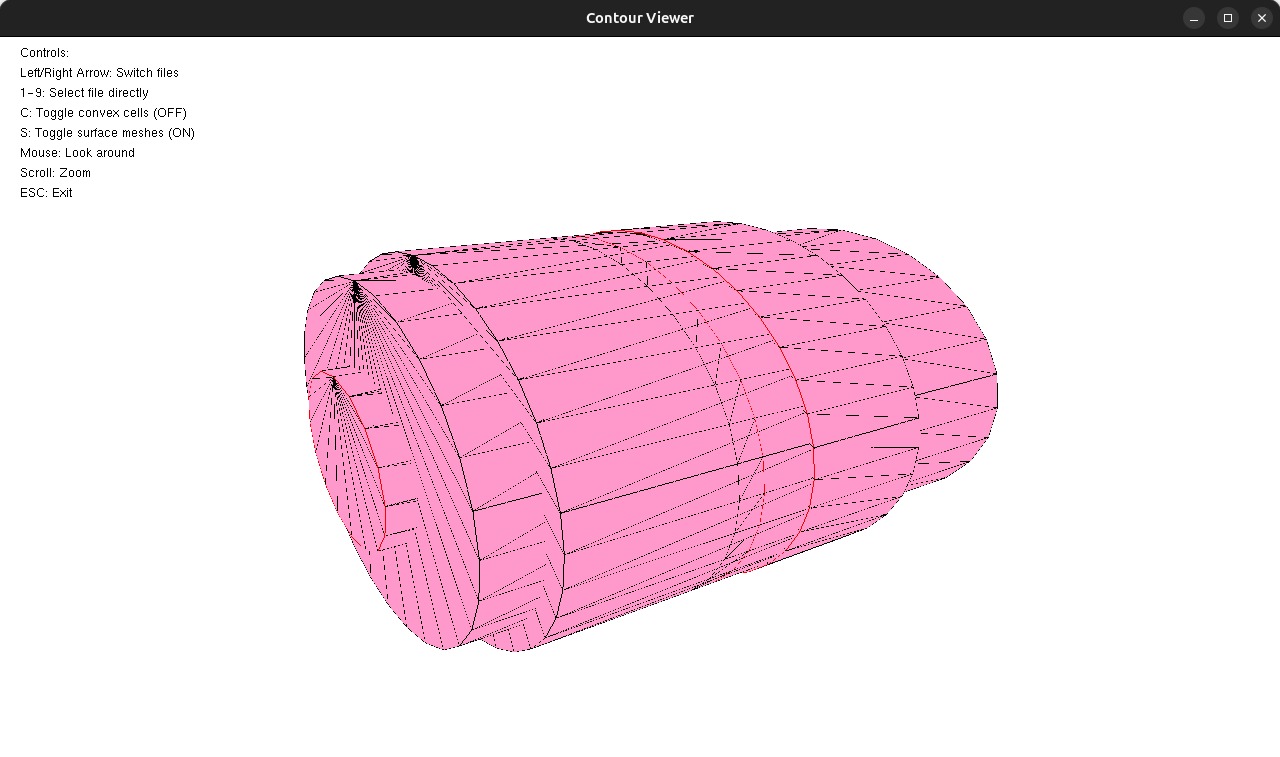 Contour Viewer
Controls:
Left/Right Arrow: Switch files
1-9: Select file directly
C: Toggle convex cells (OFF)
S: Toggle surface meshes (ON)
Mouse: Look around
Scroll: Zoom
ESC: Exit